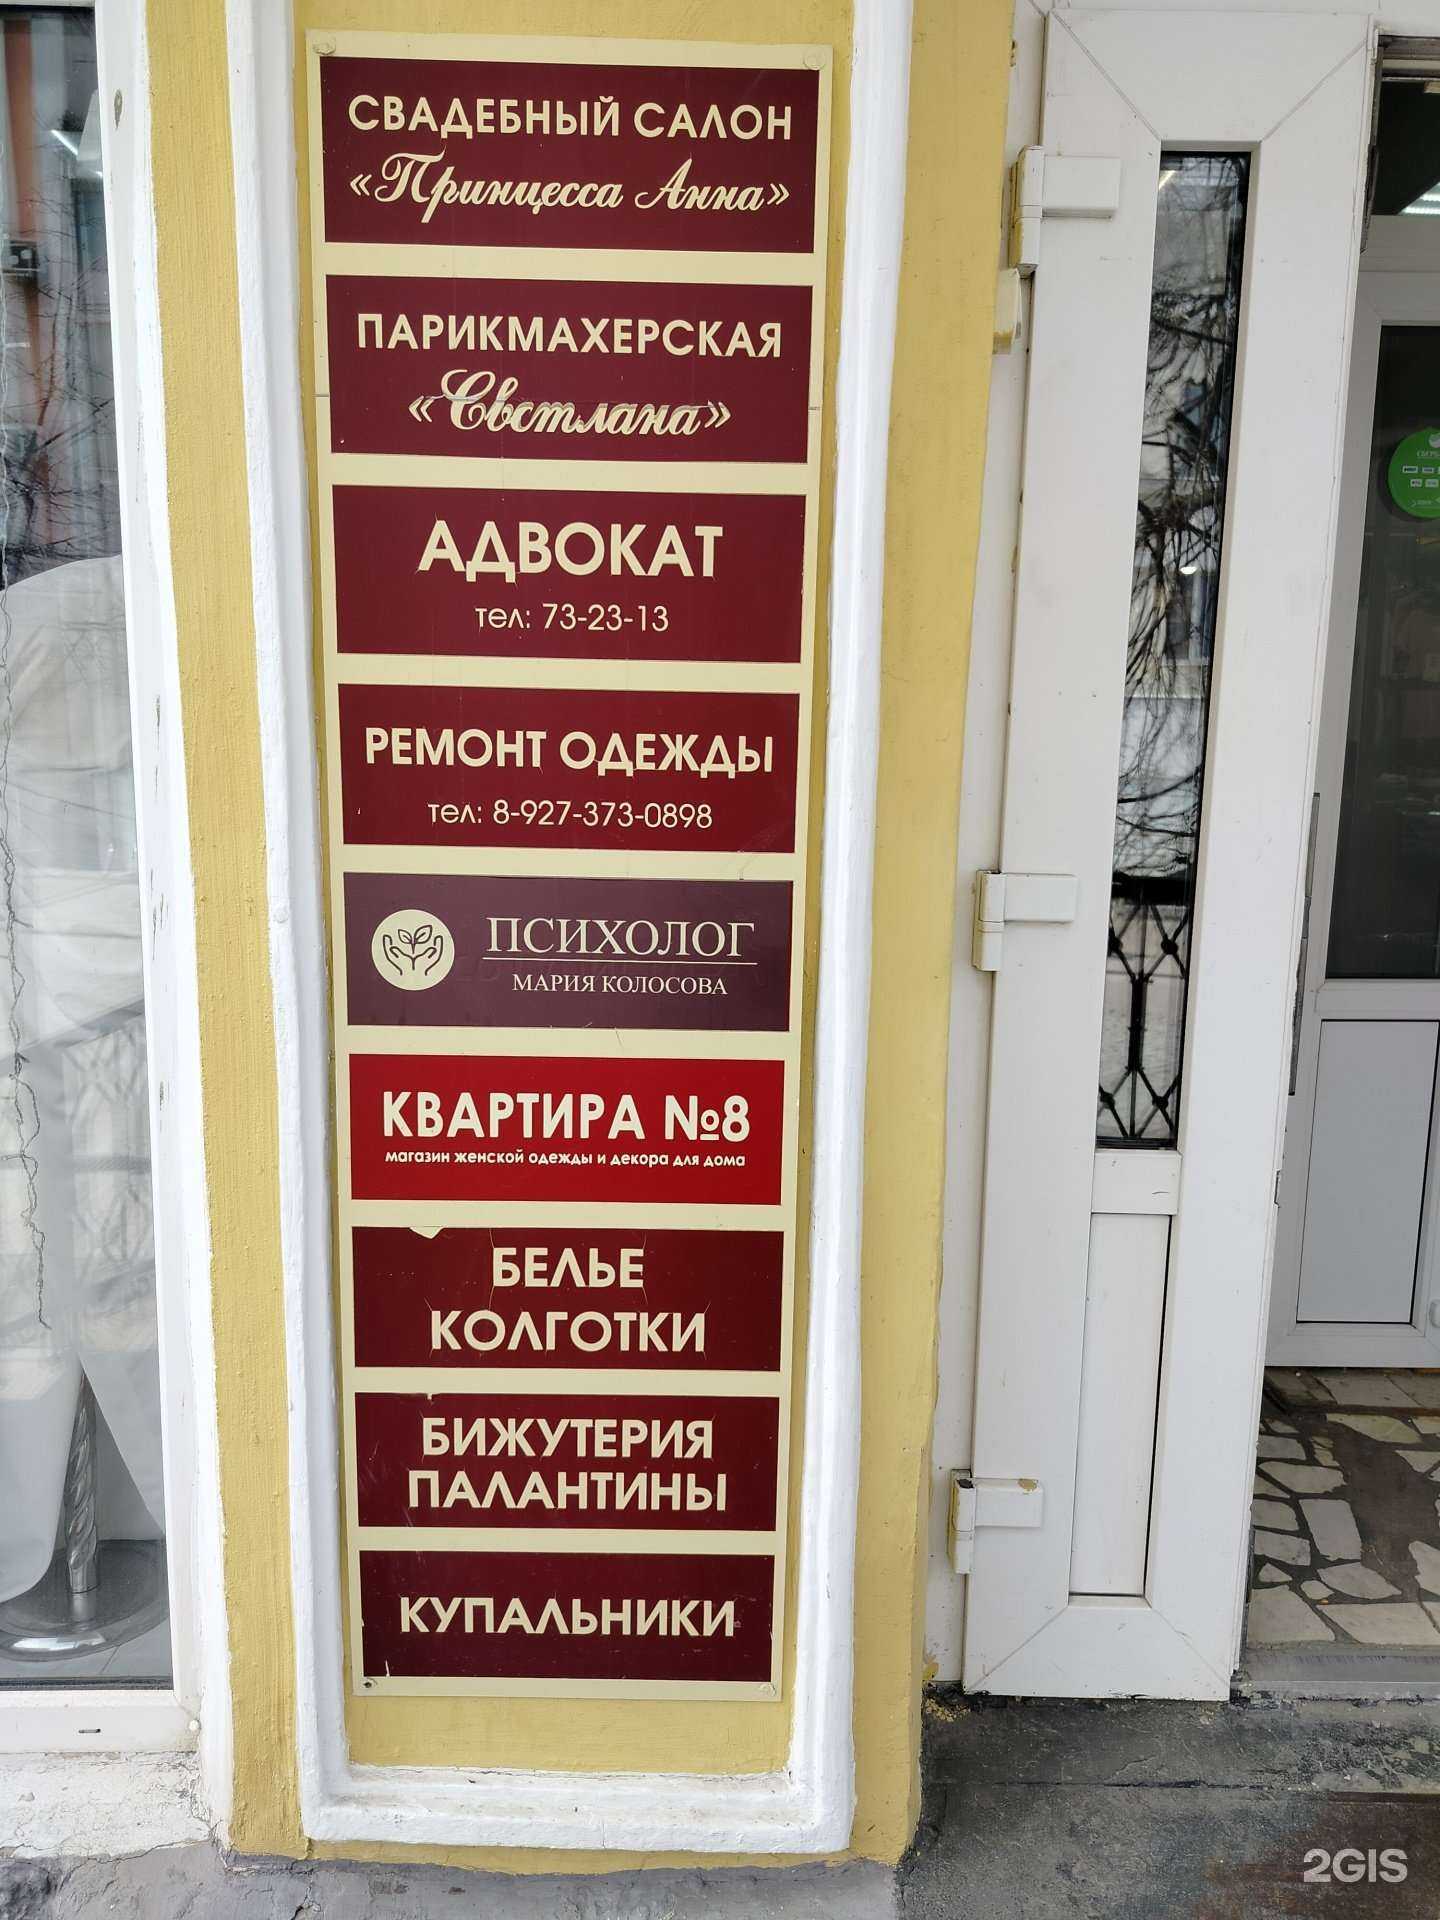 СВАДЕБНЫЙ САЛОН
«Принцесса Анна»
ПАРИКМАХЕРСКАЯ
«Светлана»
АДВОКАТ
тел: 73-23-13
РЕМОНТ ОДЕЖДЫ
тел: 8-927-373-0898
ПСИХОЛОГ
МАРИЯ КОЛОСОВА
КВАРТИРА №8
магазин женской одежды и декора для дома
БЕЛЬЕ
КОЛГОТКИ
БИЖУТЕРИЯ
ПАЛАНТИНЫ
КУПАЛЬНИКИ
2GIS